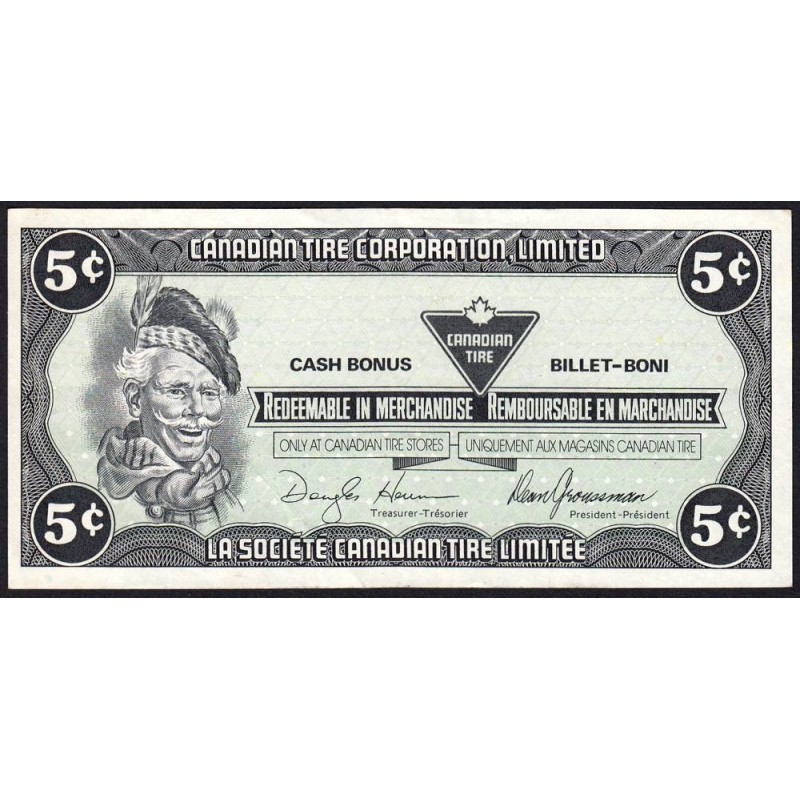 CANADIAN TIRE CORPORATION, LIMITED
5¢ 5¢
CANADIAN
TIRE
CASH BONUS BILLET-BONI
REDEEMABLE IN MERCHANDISE REMBOURSABLE EN MARCHANDISE
ONLY AT CANADIAN TIRE STORES UNIQUEMENT AUX MAGASINS CANADIAN TIRE
Dean Groussman
Treasurer-Trésorier President-Président
5¢ 5¢
LA SOCIÉTÉ CANADIAN TIRE LIMITÉE